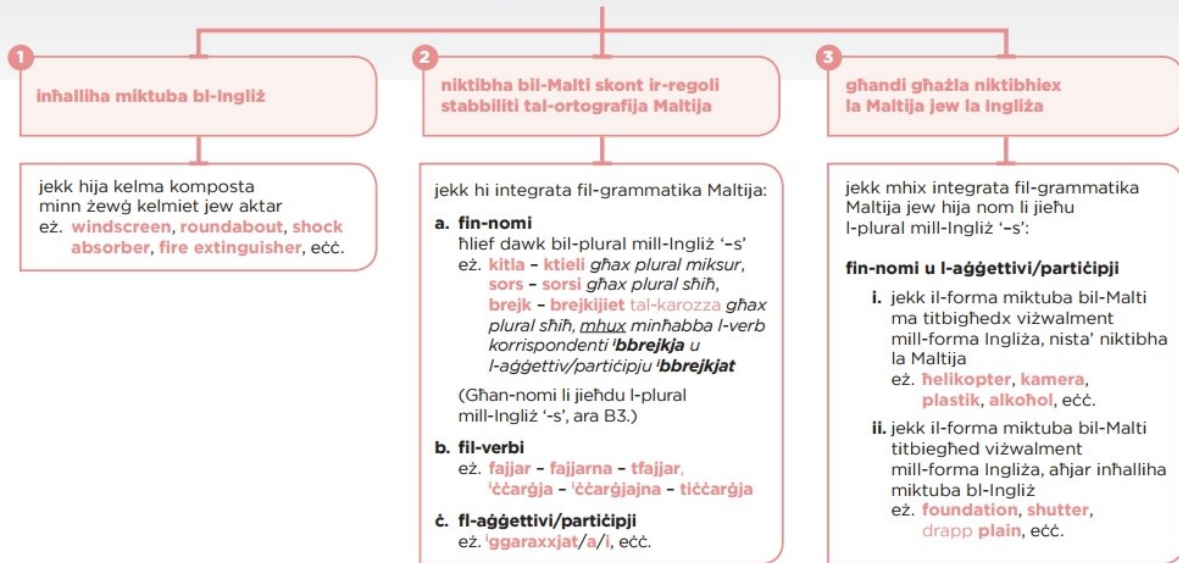 1
inħalliha miktuba bl-Ingliż
jekk hija kelma komposta
minn żewġ kelmiet jew aktar
eż. windscreen, roundabout, shock
absorber, fire extinguisher, eċċ.
2
niktibha bil-Malti skont ir-regoli
stabbiliti tal-ortografija Maltija
jekk hi integrata fil-grammatika Maltija:
a. fin-nomi
ħlief dawk bil-plural mill-Ingliż ‘–s’
eż. kitla – ktieli għax plural miksur,
sors – sorsi għax plural sħiħ,
brejk – brejkijiet tal-karozza għax
plural sħiħ, mhux minħabba l-verb
korrispondenti ⁱbbrejkja u
l-aġġettiv/partiċipju ⁱbbrejkjat
(Għan-nomi li jieħdu l-plural
mill-Ingliż ‘-s’, ara B3.)
b. fil-verbi
eż. fajjar – fajjarna – tfajjar,
ⁱċċarġja – ⁱċċarġjajna – tiċċarġja
ċ. fl-aġġettivi/partiċipji
eż. ⁱggaraxxjat/a/i, eċċ.
3
għandi għażla niktibhiex
la Maltija jew la Ingliża
jekk mhix integrata fil-grammatika
Maltija jew hija nom li jieħu
l-plural mill-Ingliż ‘–s’:
fin-nomi u l-aġġettivi/partiċipji
i. jekk il-forma miktuba bil-Malti
ma titbigħedx viżwalment
mill-forma Ingliża, nista’ niktibha
la Maltija
eż. ħelikopter, kamera,
plastik, alkoħol, eċċ.
ii. jekk il-forma miktuba bil-Malti
titbiegħed viżwalment
mill-forma Ingliża, aħjar inħalliha
miktuba bl-Ingliż
eż. foundation, shutter,
drapp plain, eċċ.